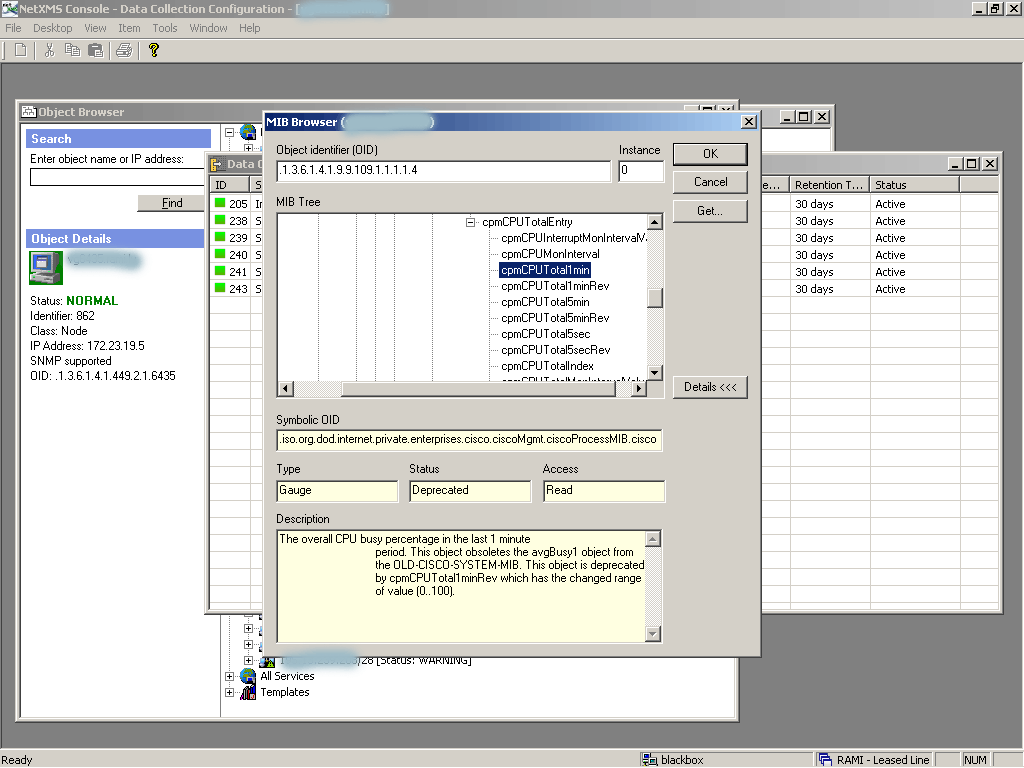 NetXMS Console - Data Collection Configuration - [
File Desktop View Item Tools Window Help
Object Browser
Search
Enter object name or IP address:
Find
Object Details
Status: NORMAL
Identifier: 862
Class: Node
IP Address: 172.23.19.5
SNMP supported
OID: .1.3.6.1.4.1.449.2.1.6435
All Services
Templates
28 [Status: WARNING]
Data C
ID S
205 I
238 S
239 S
240 S
241 S
243 S
e... Retention T... Status
30 days Active
30 days Active
30 days Active
30 days Active
30 days Active
30 days Active
MIB Browser ( )
Object identifier (OID) Instance
.1.3.6.1.4.1.9.9.109.1.1.1.1.4 0
OK
Cancel
Get...
MIB Tree
cpmCPUTotalEntry
cpmCPUInterruptMonIntervalV
cpmCPUMonInterval
cpmCPUTotal1min
cpmCPUTotal1minRev
cpmCPUTotal5min
cpmCPUTotal5minRev
cpmCPUTotal5sec
cpmCPUTotal5secRev
cpmCPUTotalIndex
Details <<<
Symbolic OID
.iso.org.dod.internet.private.enterprises.cisco.ciscoMgmt.ciscoProcessMIB.cisco
Type Status Access
Gauge Deprecated Read
Description
The overall CPU busy percentage in the last 1 minute
period. This object obsoletes the avgBusy1 object from
the OLD-CISCO-SYSTEM-MIB. This object is deprecated
by cpmCPUTotal1minRev which has the changed range
of value (0..100).
Ready blackbox RAMI - Leased Line NUM